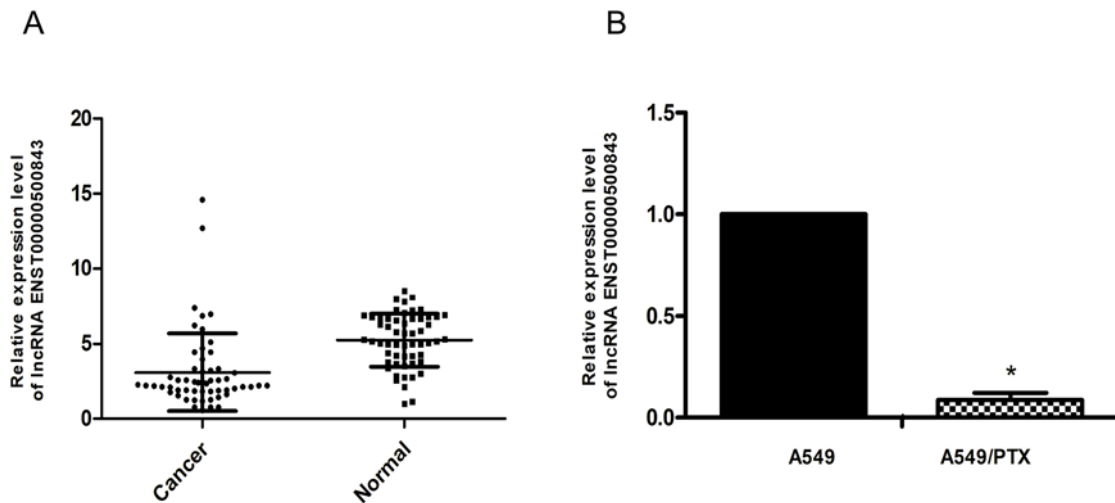 A
Relative expression level
of lncRNA ENST00000500843
20
15
10
5
0
Cancer
Normal
B
Relative expression level
of lncRNA ENST00000500843
1.5
1.0
0.5
0.0
*
A549
A549/PTX